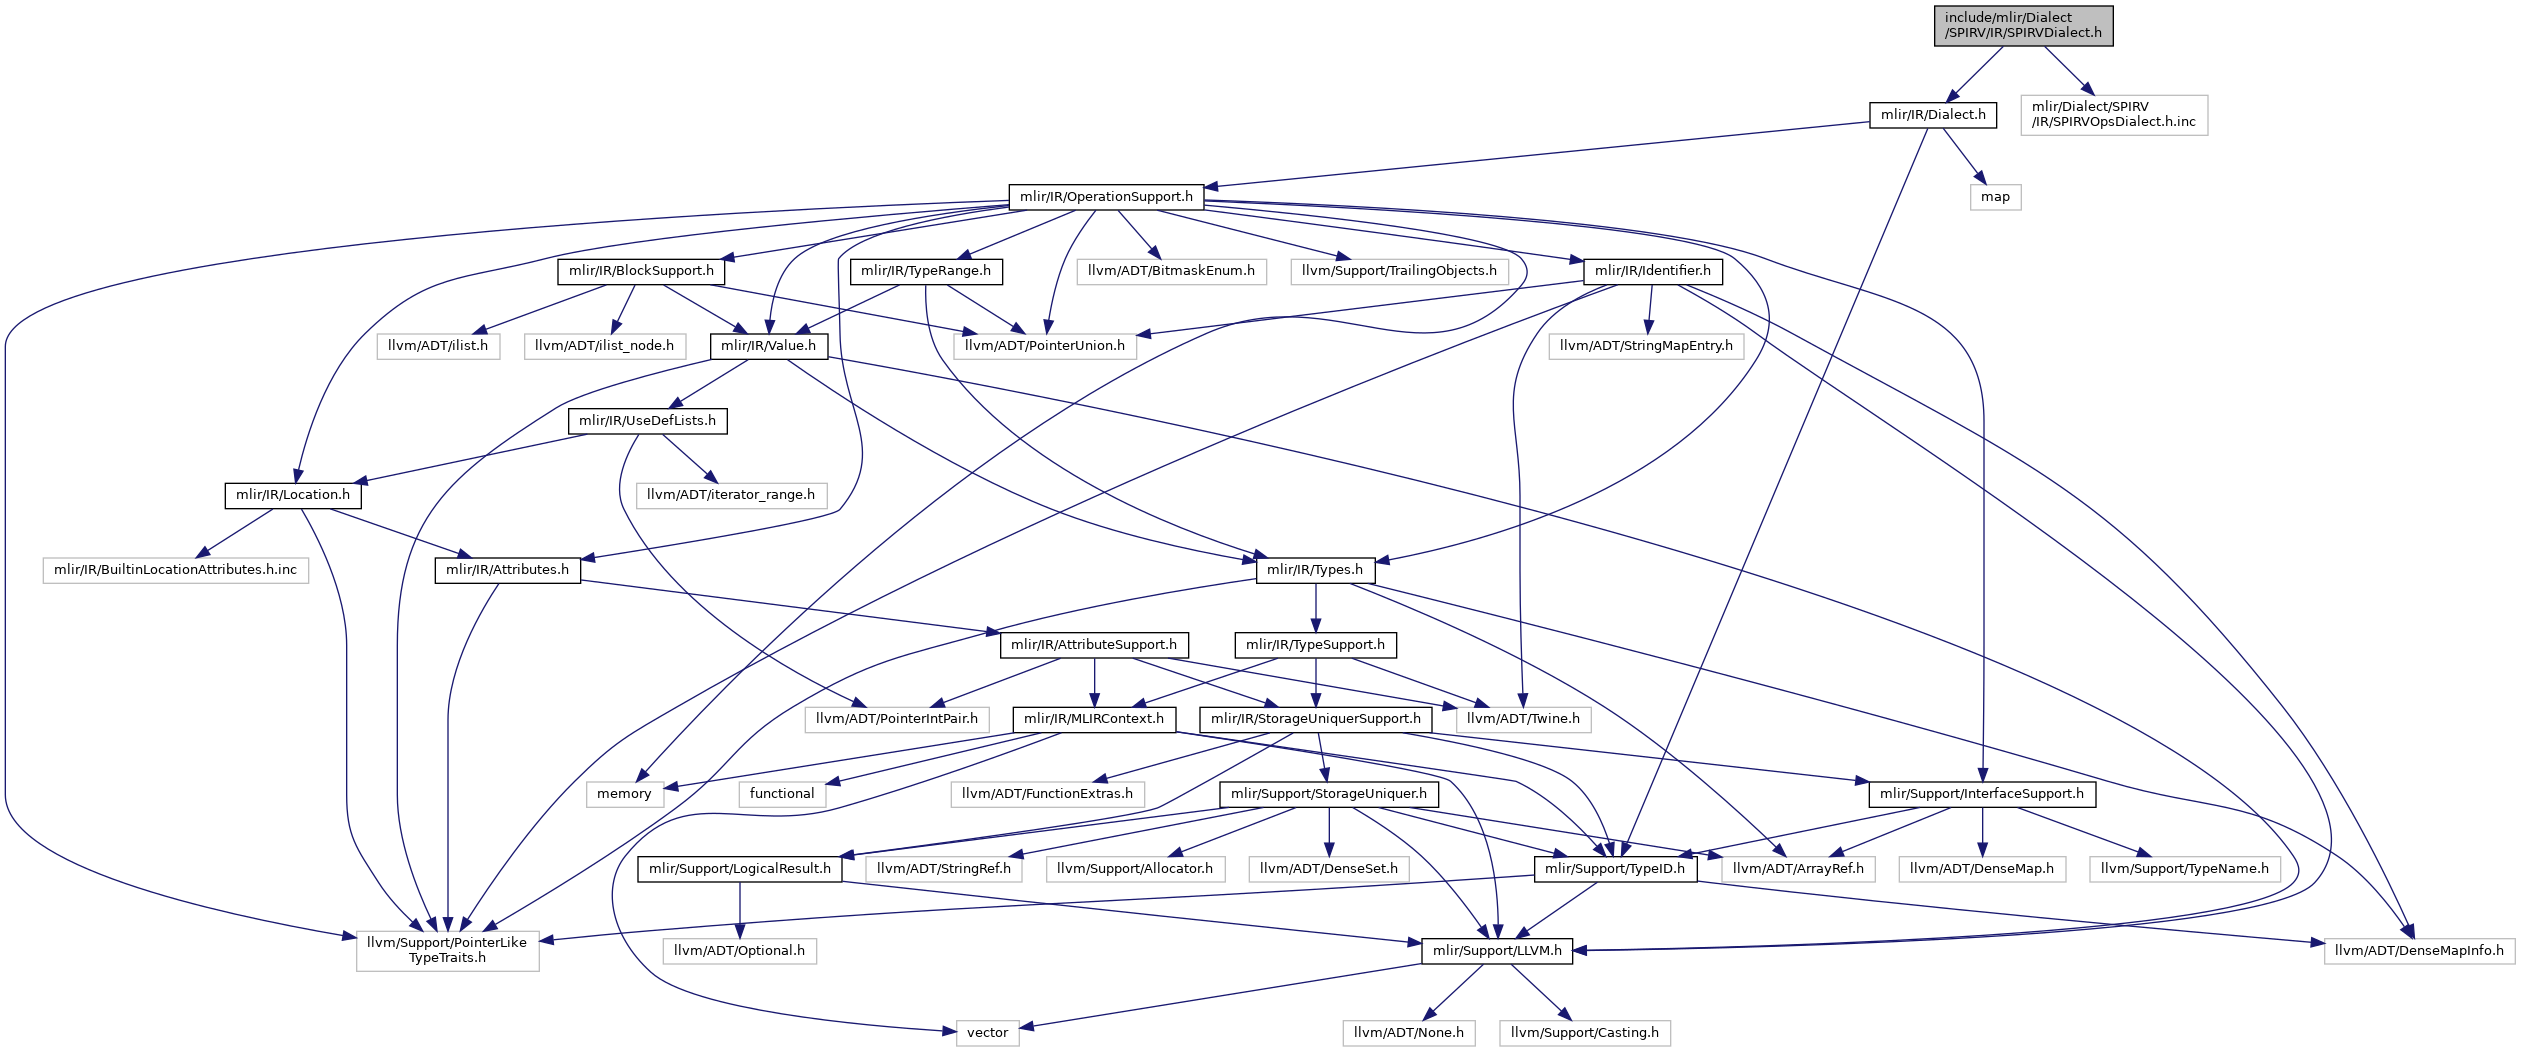 include/mlir/Dialect
/SPIRV/IR/SPIRVDialect.h
mlir/IR/Dialect.h
mlir/Dialect/SPIRV
/IR/SPIRVOpsDialect.h.inc
mlir/IR/OperationSupport.h
map
mlir/IR/BlockSupport.h
mlir/IR/TypeRange.h
llvm/ADT/BitmaskEnum.h
llvm/Support/TrailingObjects.h
mlir/IR/Identifier.h
llvm/ADT/ilist.h
llvm/ADT/ilist_node.h
mlir/IR/Value.h
llvm/ADT/PointerUnion.h
llvm/ADT/StringMapEntry.h
mlir/IR/UseDefLists.h
mlir/IR/Location.h
llvm/ADT/iterator_range.h
mlir/IR/BuiltinLocationAttributes.h.inc
mlir/IR/Attributes.h
mlir/IR/Types.h
mlir/IR/AttributeSupport.h
mlir/IR/TypeSupport.h
llvm/ADT/PointerIntPair.h
mlir/IR/MLIRContext.h
mlir/IR/StorageUniquerSupport.h
llvm/ADT/Twine.h
memory
functional
llvm/ADT/FunctionExtras.h
mlir/Support/StorageUniquer.h
mlir/Support/InterfaceSupport.h
mlir/Support/LogicalResult.h
llvm/ADT/StringRef.h
llvm/Support/Allocator.h
llvm/ADT/DenseSet.h
mlir/Support/TypeID.h
llvm/ADT/ArrayRef.h
llvm/ADT/DenseMap.h
llvm/Support/TypeName.h
llvm/Support/PointerLike
TypeTraits.h
llvm/ADT/Optional.h
mlir/Support/LLVM.h
llvm/ADT/DenseMapInfo.h
vector
llvm/ADT/None.h
llvm/Support/Casting.h